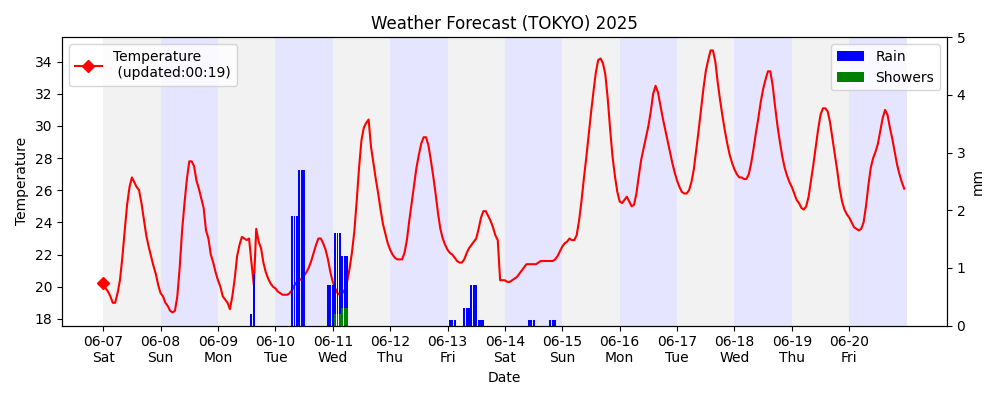 Weather Forecast (TOKYO) 2025
Temperature
(updated:00:19)
Rain
Showers
Temperature
34
32
30
28
26
24
22
20
18
5
4
3
2
1
0
mm
06-07 06-08 06-09 06-10 06-11 06-12 06-13 06-14 06-15 06-16 06-17 06-18 06-19 06-20
Sat Sun Mon Tue Wed Thu Fri Sat Sun Mon Tue Wed Thu Fri
Date